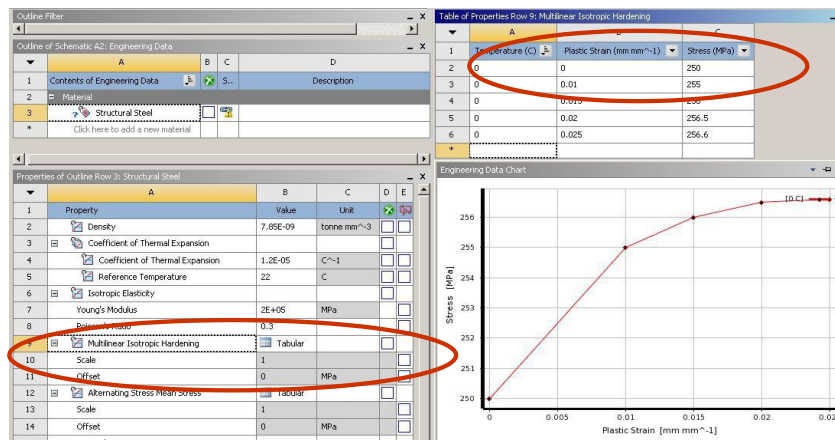 Outline Filter
Outline of Schematic A2: Engineering Data
A B C D
1 Contents of Engineering Data S.. Description
2 Material
3 ? Structural Steel
* Click here to add a new material
Properties of Outline Row 3: Structural Steel
A B C D E
1 Property Value Unit
2 Density 7.85E-09 tonne mm^-3
3 Coefficient of Thermal Expansion
4 Coefficient of Thermal Expansion 1.2E-05 C^-1
5 Reference Temperature 22 C
6 Isotropic Elasticity
7 Young's Modulus 2E+05 MPa
8 Poisson's Ratio 0.3
9 Multilinear Isotropic Hardening Tabular
10 Scale 1
11 Offset 0 MPa
12 Alternating Stress Mean Stress Tabular
13 Scale 1
14 Offset 0 MPa
Table of Properties Row 9: Multilinear Isotropic Hardening
A B C
1 Temperature (C) Plastic Strain (mm mm^-1) Stress (MPa)
2 0 0 250
3 0 0.01 255
4 0 0.015 256
5 0 0.02 256.5
6 0 0.025 256.6
*
Engineering Data Chart
[0 C]
256
255
254
253
252
251
250
Stress [MPa]
0 0.005 0.01 0.015 0.02
Plastic Strain [mm mm^-1]